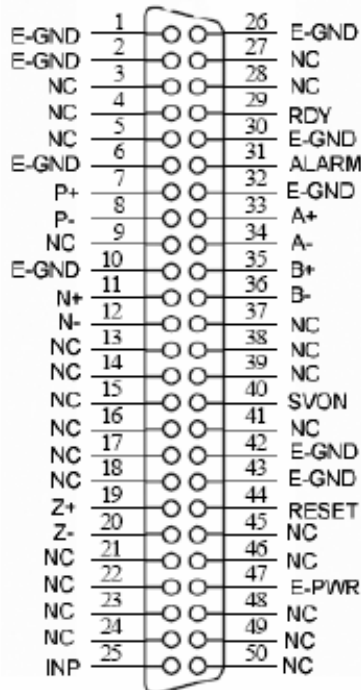 E-GND 1 26 E-GND
E-GND 2 27 NC
NC 3 28 NC
NC 4 29 RDY
NC 5 30 E-GND
E-GND 6 31 ALARM
P+ 7 32 E-GND
P- 8 33 A+
NC 9 34 A-
E-GND 10 35 B+
N+ 11 36 B-
N- 12 37 NC
NC 13 38 NC
NC 14 39 NC
NC 15 40 SVON
NC 16 41 NC
NC 17 42 E-GND
NC 18 43 E-GND
Z+ 19 44 RESET
Z- 20 45 NC
NC 21 46 NC
NC 22 47 E-PWR
NC 23 48 NC
NC 24 49 NC
INP 25 50 NC